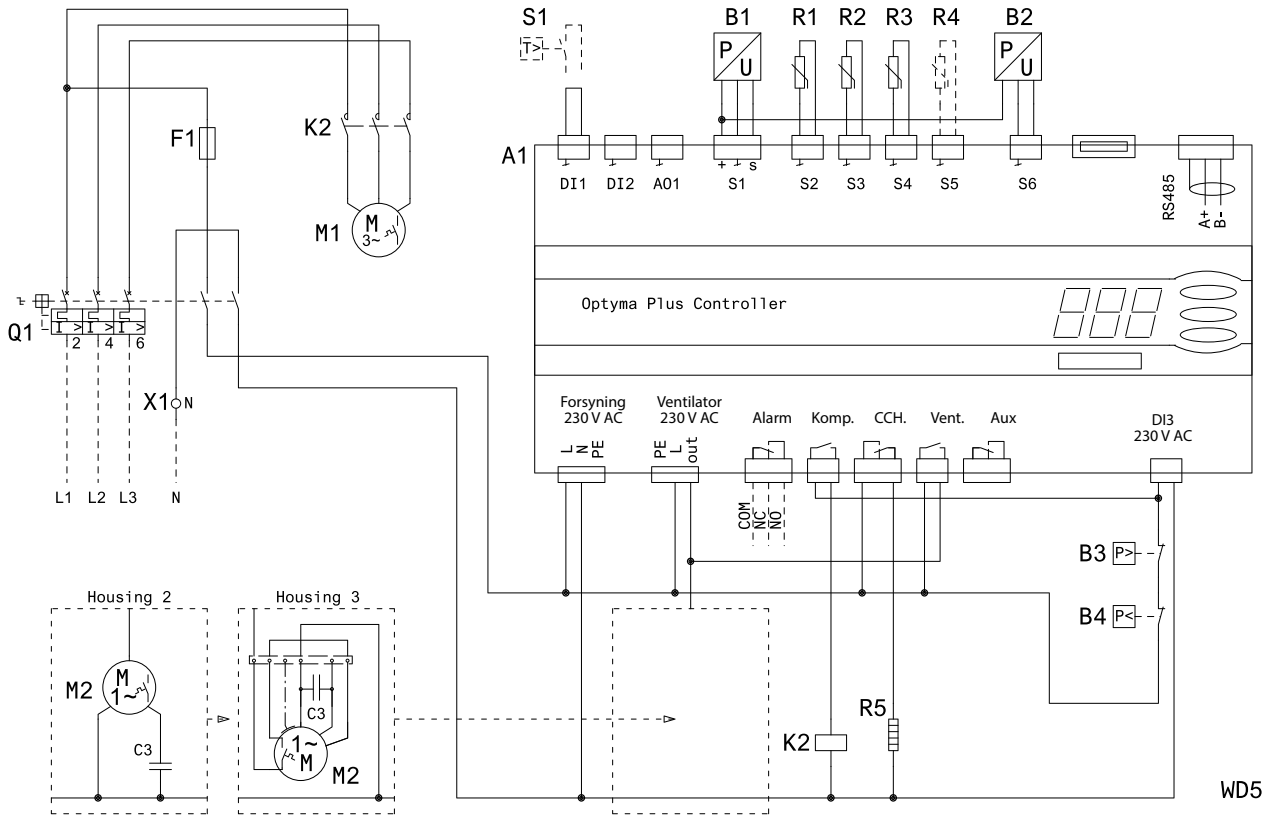 S1 B1 R1 R2 R3 R4 B2
T> P U P U
F1 K2
A1
+ s
DI1 DI2 AO1 S1 S2 S3 S4 S5 S6
RS485 A+ B-
M1 M 3~
Optyma Plus Controller
Q1 I > I > I >
2 4 6
X1 N
Forsyning Ventilator Alarm Komp. CCH. Vent. Aux DI3
230 V AC 230 V AC 230 V AC
L N PE PE L out
L1 L2 L3 N
COM NC NO
B3 P>
B4 P<
Housing 2 Housing 3
M2 M 1~
C3
C3
1~ M M2
K2 R5
WD5